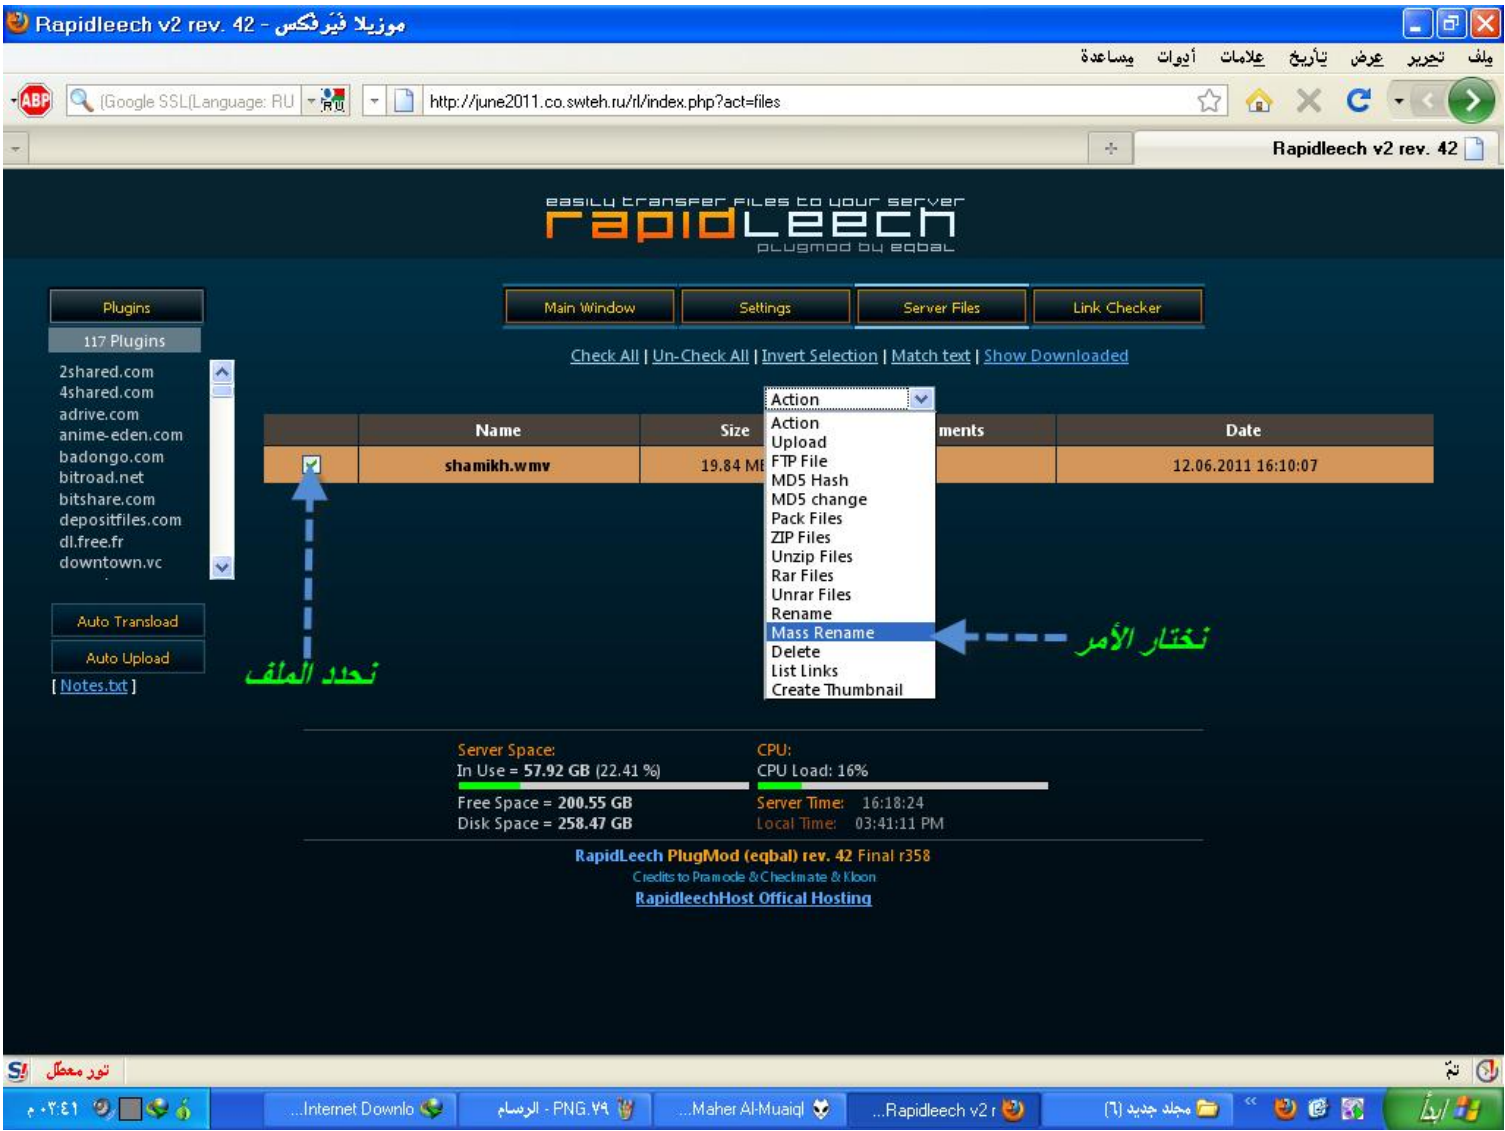 Rapidleech v2 rev. 42 - موزيلا فَيَرفُكس
ملف تحرير عرض تأريخ علامات أدوات مساعدة
ABP
(Google SSL(Language: RU
RU
http://june2011.co.swteh.ru/rl/index.php?act=files
Rapidleech v2 rev. 42
easily transfer files to your server
rapidleech
plugmod by eqbal
Plugins
Main Window
Settings
Server Files
Link Checker
117 Plugins
Check All | Un-Check All | Invert Selection | Match text | Show Downloaded
2shared.com
4shared.com
adrive.com
anime-eden.com
badongo.com
bitroad.net
bitshare.com
depositfiles.com
dl.free.fr
downtown.vc
Action
Name Size ments Date
shamikh.wmv 19.84 MB 12.06.2011 16:10:07
Action
Upload
FTP File
MD5 Hash
MD5 change
Pack Files
ZIP Files
Unzip Files
Rar Files
Unrar Files
Rename
Mass Rename
Delete
List Links
Create Thumbnail
نختار الأمر
نحدد الملف
Auto Transload
Auto Upload
[ Notes.txt ]
Server Space:
In Use = 57.92 GB (22.41 %)
Free Space = 200.55 GB
Disk Space = 258.47 GB
CPU:
CPU Load: 16%
Server Time: 16:18:24
Local Time: 03:41:11 PM
RapidLeech PlugMod (eqbal) rev. 42 Final r358
Credits to Pramode & Checkmate & Kloon
RapidleechHost Offical Hosting
تمّ
تور معطّل
S!
ابدأ
مجلد جديد (٦)
...Rapidleech v2 r
...Maher Al-Muaiql
٧٩.PNG - الرسام
...Internet Downlo
٠٣:٤١ م